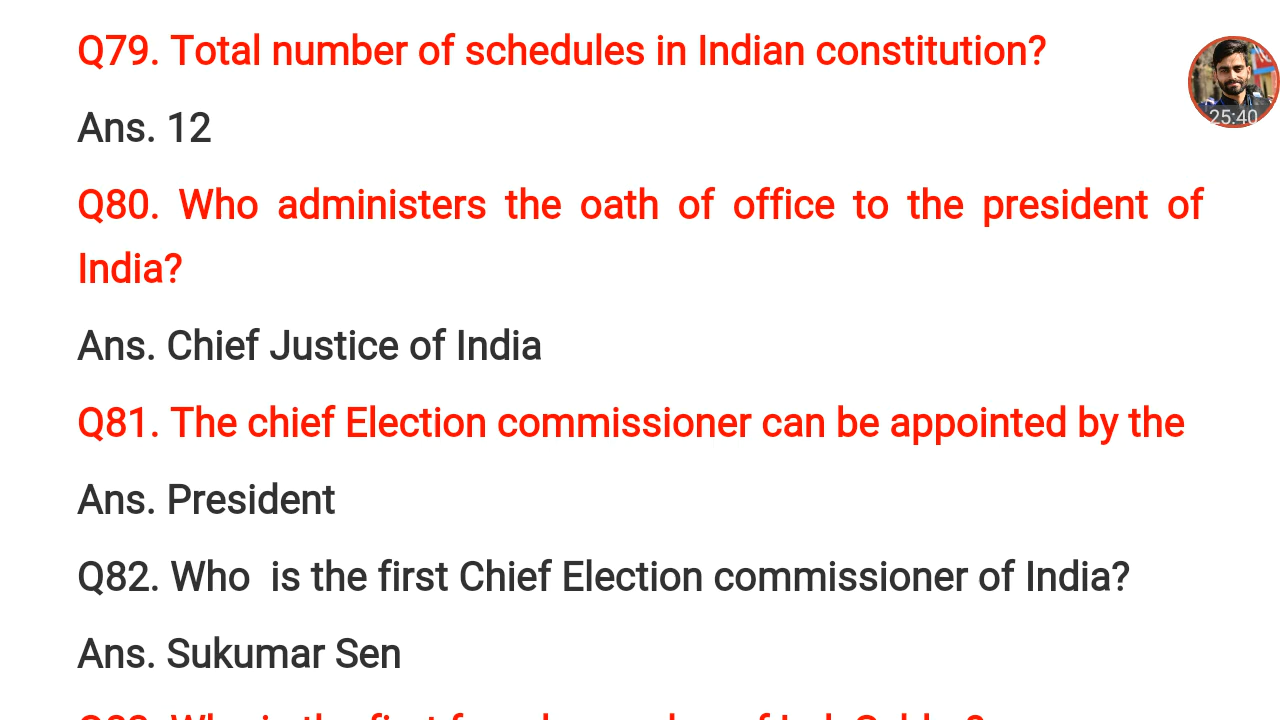 Q79. Total number of schedules in Indian constitution?
25:40
Ans. 12
Q80. Who administers the oath of office to the president of
India?
Ans. Chief Justice of India
Q81. The chief Election commissioner can be appointed by the
Ans. President
Q82. Who is the first Chief Election commissioner of India?
Ans. Sukumar Sen